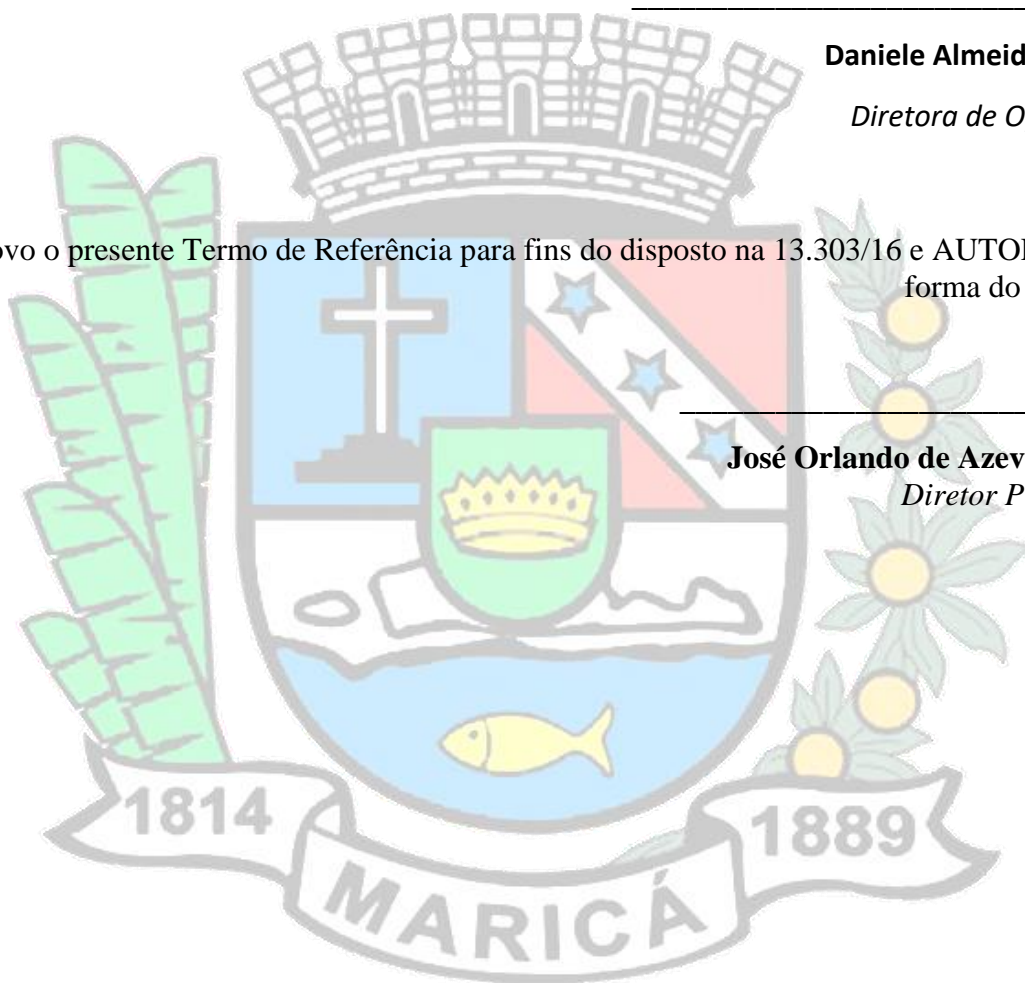 Daniele Almeid
Diretora de O
ovo o presente Termo de Referência para fins do disposto na 13.303/16 e AUTOI
forma do
José Orlando de Azev
Diretor P
1814
1889
MARICÁ